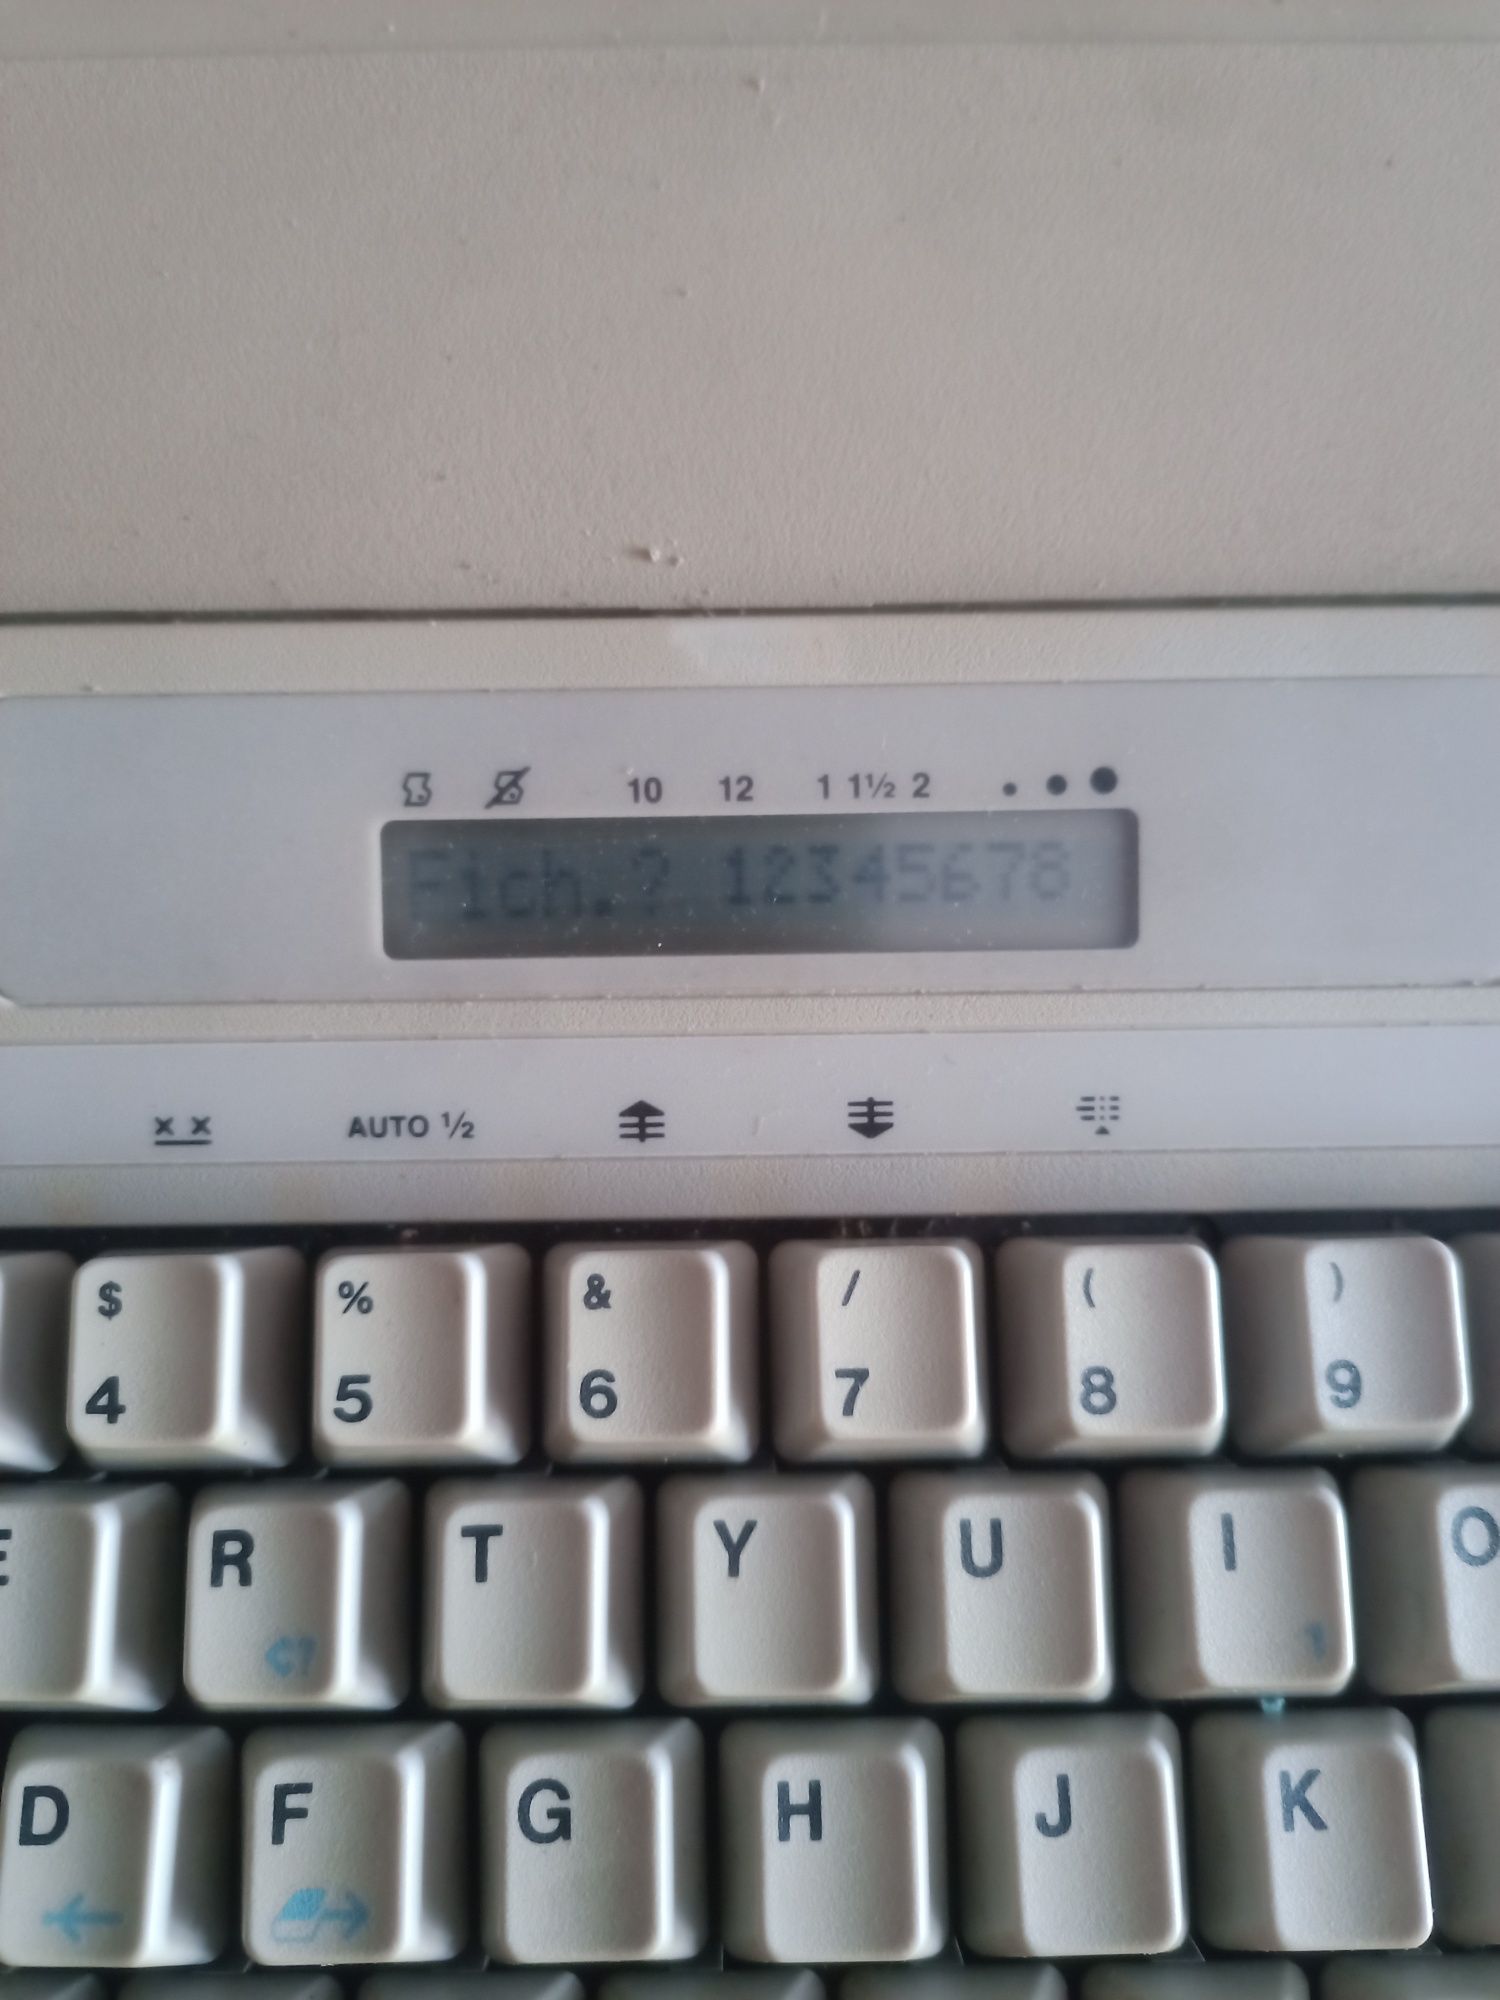 10 12 1 1½ 2
Fich.? 12345678
x x AUTO ½
$ % & / ( )
4 5 6 7 8 9
E R T Y U I O
D F G H J K